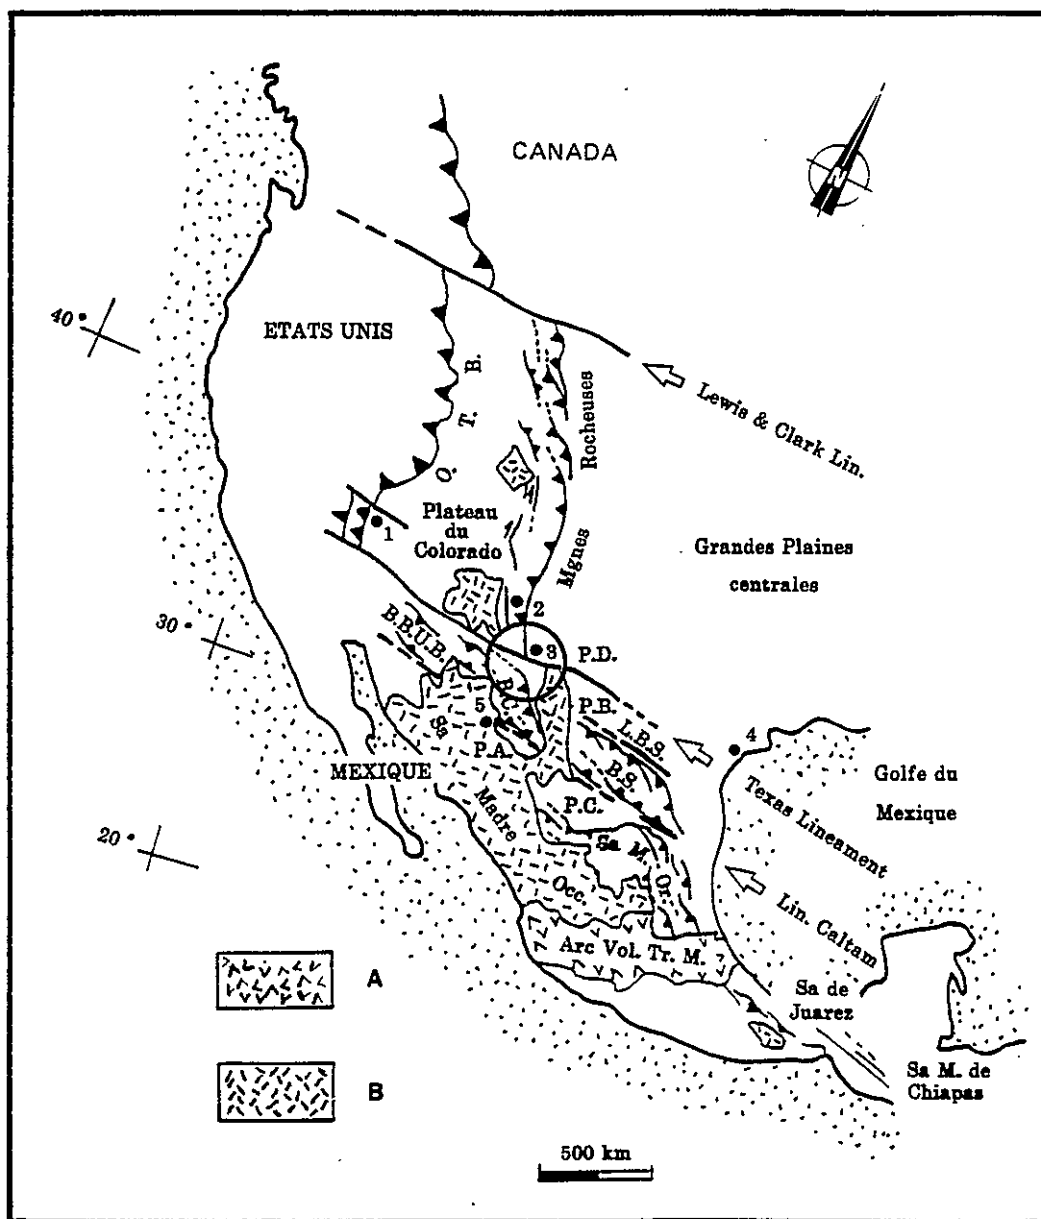 CANADA
N
40°
ETATS UNIS
O. T. B.
Rocheuses
Lewis & Clark Lin.
1
Plateau
du
Colorado
Mgnes
Grandes Plaines
centrales
2
30°
B.B.U.B.
3
P.D.
B.C.
P.B.
5
Sa
P.A.
L.B.S.
4
B.S.
MEXIQUE
Golfe du
Mexique
Madre
P.C.
Texas Lineament
20°
Sa M.
Or.
Occ.
Lin. Caltam
Arc Vol. Tr. M.
A
Sa de
Juarez
B
Sa M. de
Chiapas
500 km